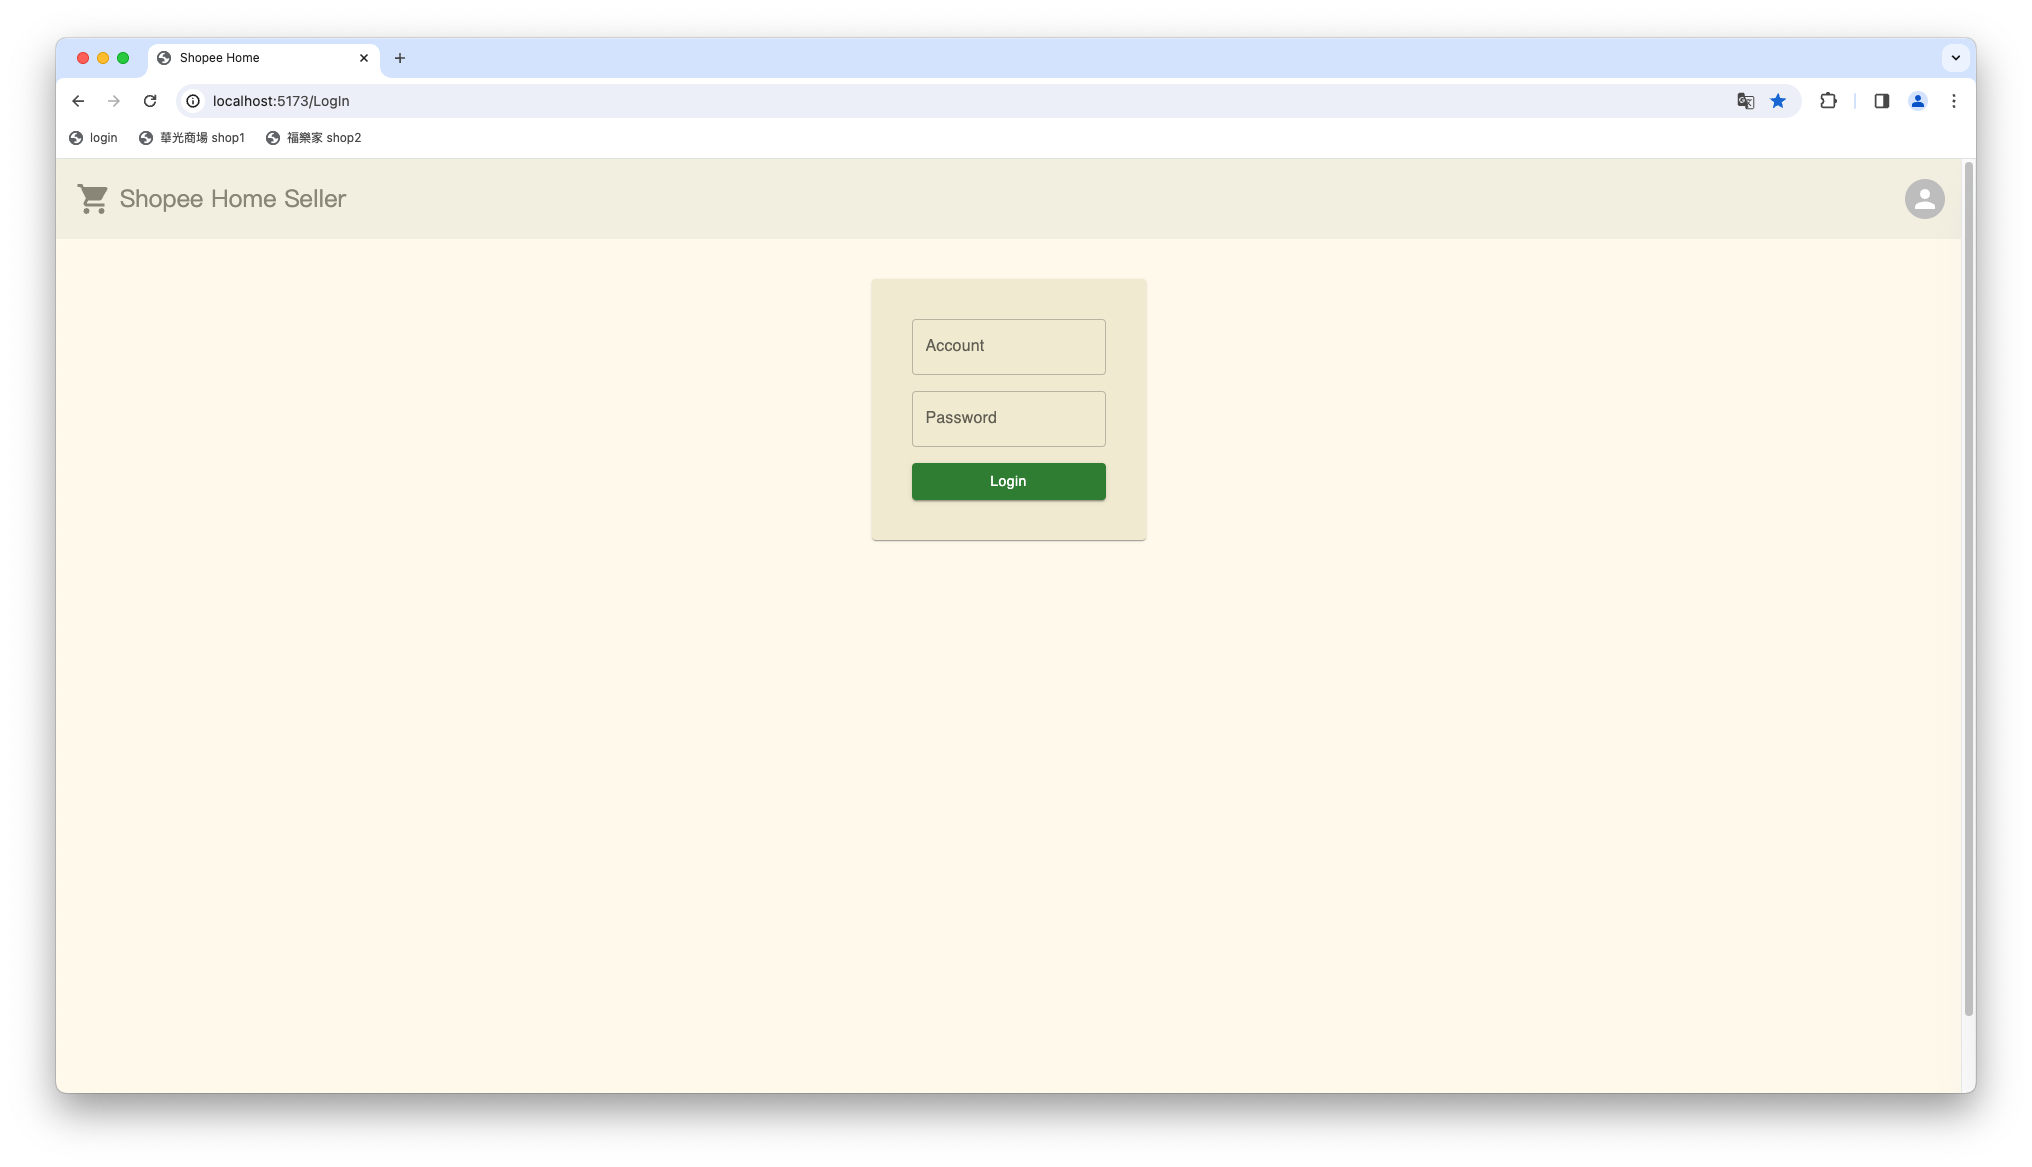 Shopee Home
localhost:5173/LogIn
login 華光商場 shop1 福樂家 shop2
Shopee Home Seller
Account
Password
Login